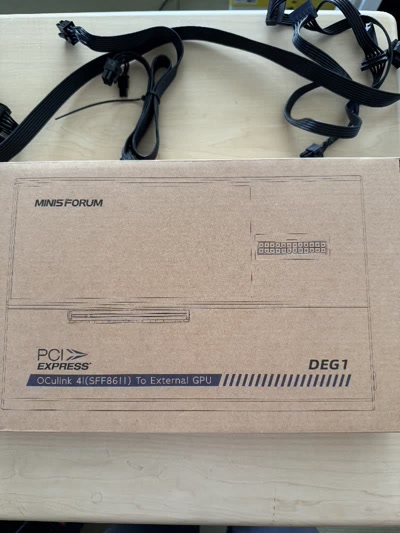 MINISFORUM
PCI
EXPRESS®
DEG1
OCulink 4I(SFF8611) To External GPU